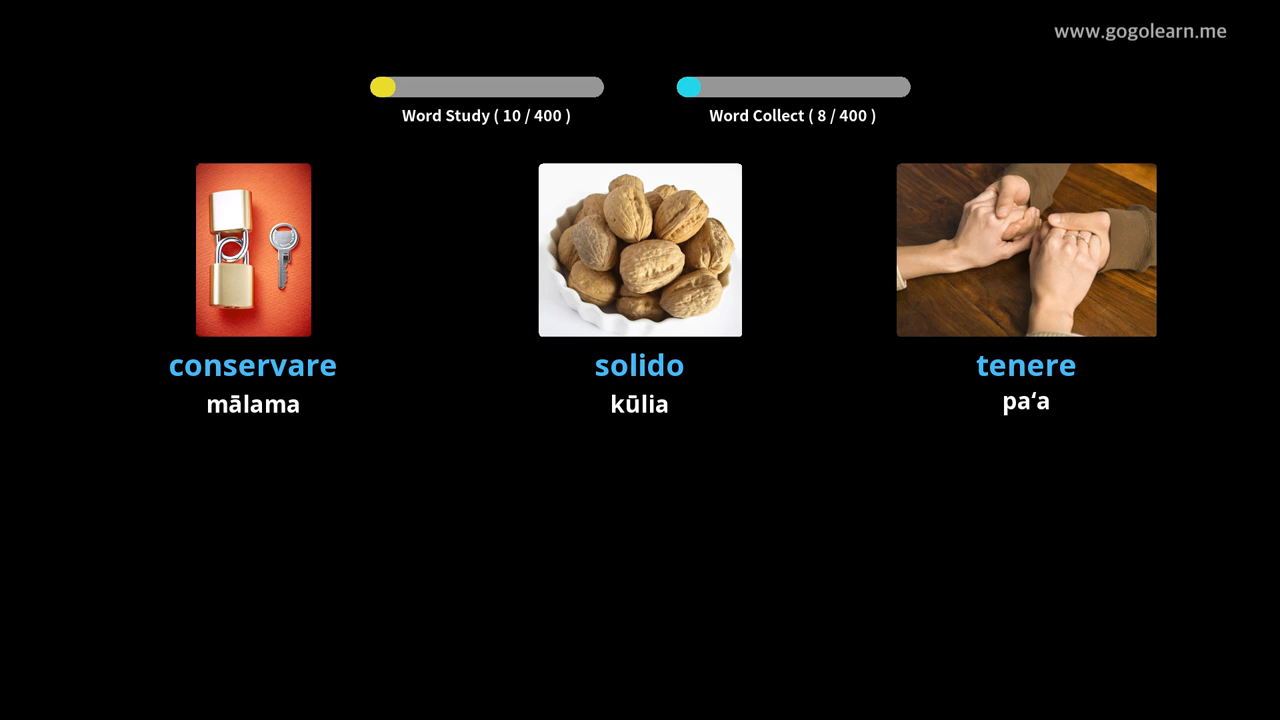 www.gogolearn.me
Word Study ( 10 / 400 )
Word Collect ( 8 / 400 )
conservare
mālama
solido
kūlia
tenere
paʻa